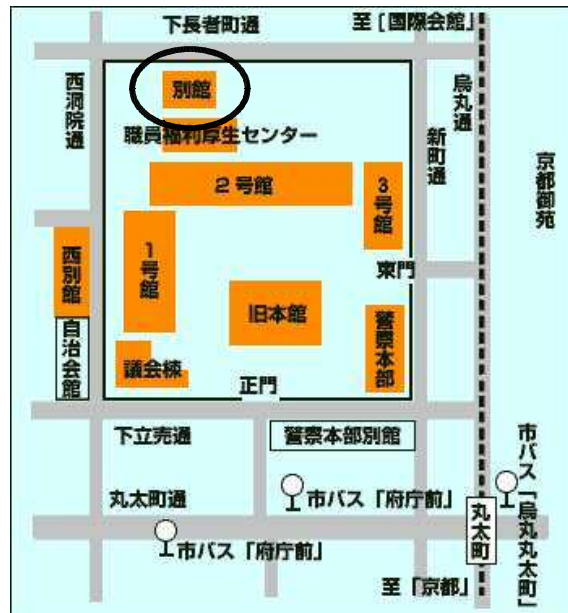 下長者町通
至[国際会館」
西洞院通
別館
烏丸通
職員福利厚生センター
新町通
京都御苑
2号館
3号館
1号館
西別館
東門
旧本館
自治会館
警察本部
議会棟
正門
下立売通
警察本部別館
丸太町通
市バス「府庁前」
市バス「烏丸丸太町」
丸太町
市バス「府庁前」
至「京都」